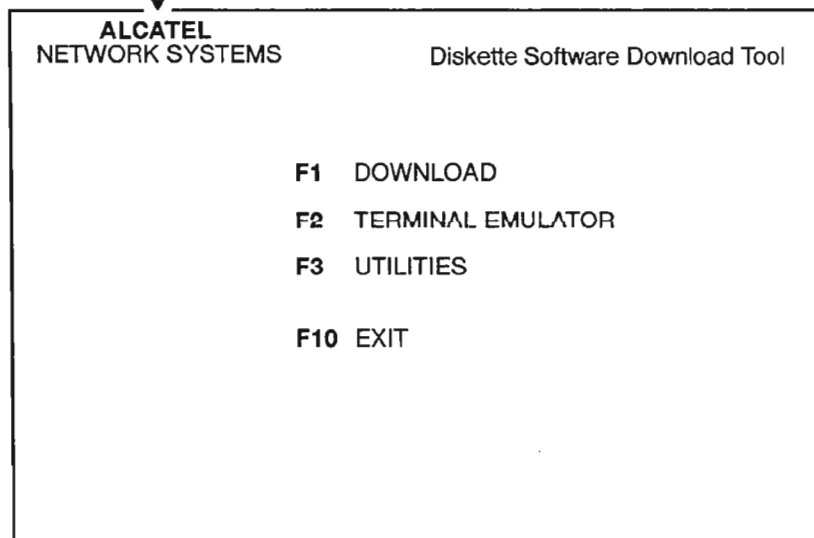 ALCATEL
NETWORK SYSTEMS
Diskette Software Download Tool
F1 DOWNLOAD
F2 TERMINAL EMULATOR
F3 UTILITIES
F10 EXIT